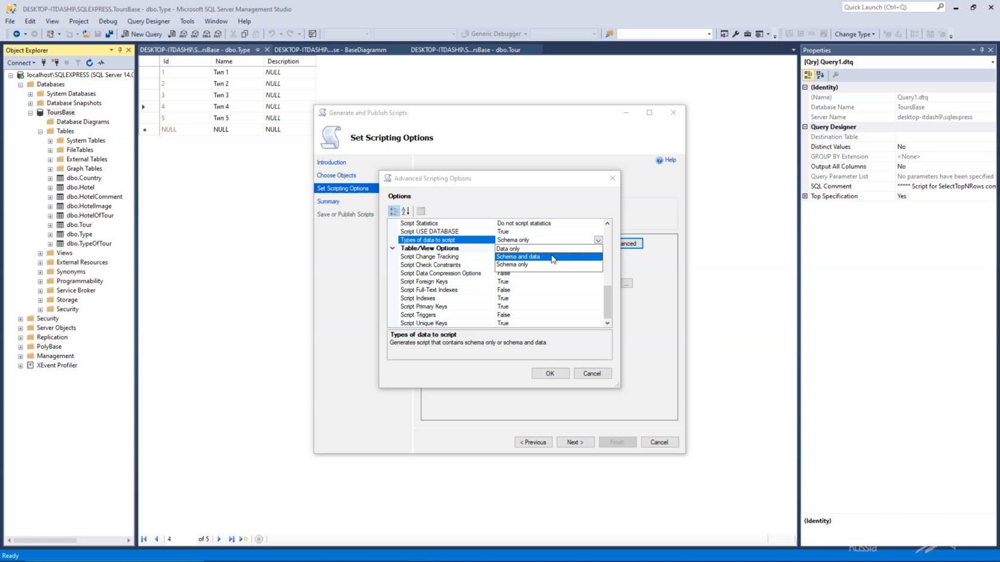 DESKTOP-ITDASH9\SQLEXPRESS.ToursBase - dbo.Type - Microsoft SQL Server Management Studio
Quick Launch (Ctrl+Q)
File Edit View Project Debug Query Designer Tools Window Help
New Query
Generic Debugger
Change Type
Object Explorer
Connect
localhost\SQLEXPRESS (SQL Server 14.0
Databases
System Databases
Database Snapshots
ToursBase
Database Diagrams
Tables
System Tables
FileTables
External Tables
Graph Tables
dbo.Country
dbo.Hotel
dbo.HotelComment
dbo.HotelImage
dbo.HotelOfTour
dbo.Tour
dbo.Type
dbo.TypeOfTour
Views
External Resources
Synonyms
Programmability
Service Broker
Storage
Security
Security
Server Objects
Replication
PolyBase
Management
XEvent Profiler
DESKTOP-ITDASH9\S...rsBase - dbo.Type
DESKTOP-ITDASH9\...se - BaseDiagramm
DESKTOP-ITDASH9\S...rsBase - dbo.Tour
Id Name Description
1 Тип 1 NULL
2 Тип 2 NULL
3 Тип 3 NULL
4 Тип 4 NULL
5 Тип 5 NULL
NULL NULL NULL
Generate and Publish Scripts
Set Scripting Options
Introduction
Choose Objects
Set Scripting Options
Summary
Save or Publish Scripts
Help
anced
...
Advanced Scripting Options
Options
Script Statistics Do not script statistics
Script USE DATABASE True
Types of data to script Schema only
Table/View Options Data only
Script Change Tracking Schema and data
Script Check Constraints Schema only
Script Data Compression Options False
Script Foreign Keys True
Script Full-Text Indexes False
Script Indexes True
Script Primary Keys True
Script Triggers False
Script Unique Keys True
Types of data to script
Generates script that contains schema only or schema and data.
OK Cancel
< Previous Next > Finish Cancel
4 of 5
Properties
[Qry] Query1.dtq
(Identity)
(Name) Query1.dtq
Database Name ToursBase
Server Name desktop-itdash9\sqlexpress
Query Designer
Destination Table
Distinct Values No
GROUP BY Extension <None>
Output All Columns No
Query Parameter List No parameters have been specified
SQL Comment ***** Script for SelectTopNRows com
Top Specification Yes
(Identity)
Russia
Ready